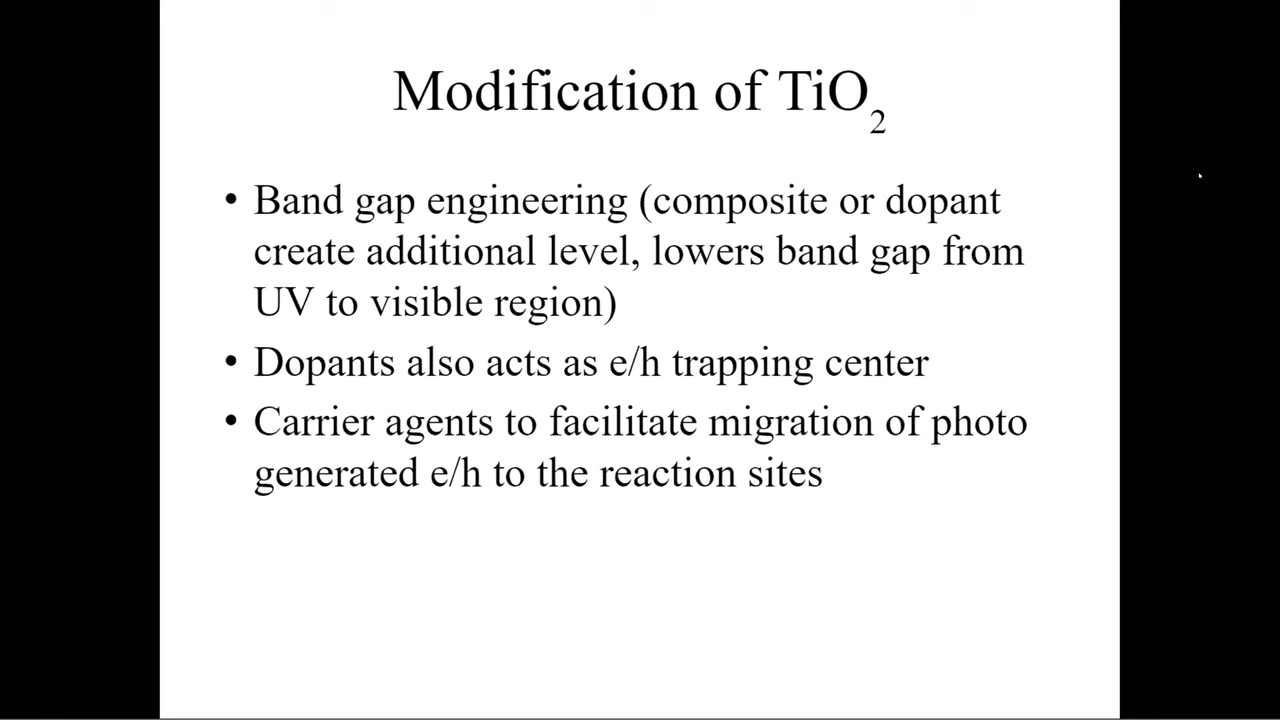 Modification of TiO₂
• Band gap engineering (composite or dopant
create additional level, lowers band gap from
UV to visible region)
• Dopants also acts as e/h trapping center
• Carrier agents to facilitate migration of photo
generated e/h to the reaction sites